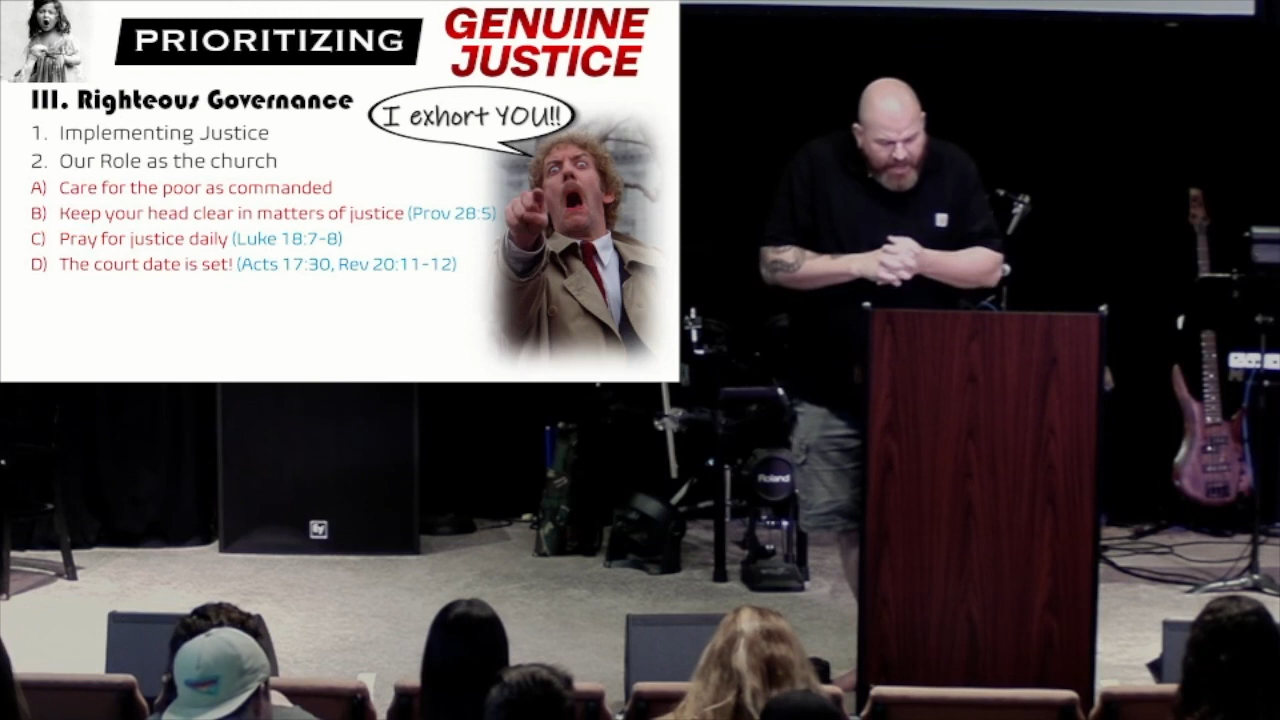 PRIORITIZING
GENUINE
JUSTICE
III. Righteous Governance
I exhort YOU!!
1. Implementing Justice
2. Our Role as the church
A) Care for the poor as commanded
B) Keep your head clear in matters of justice (Prov 28:5)
C) Pray for justice daily (Luke 18:7-8)
D) The court date is set! (Acts 17:30, Rev 20:11-12)
Roland
EV